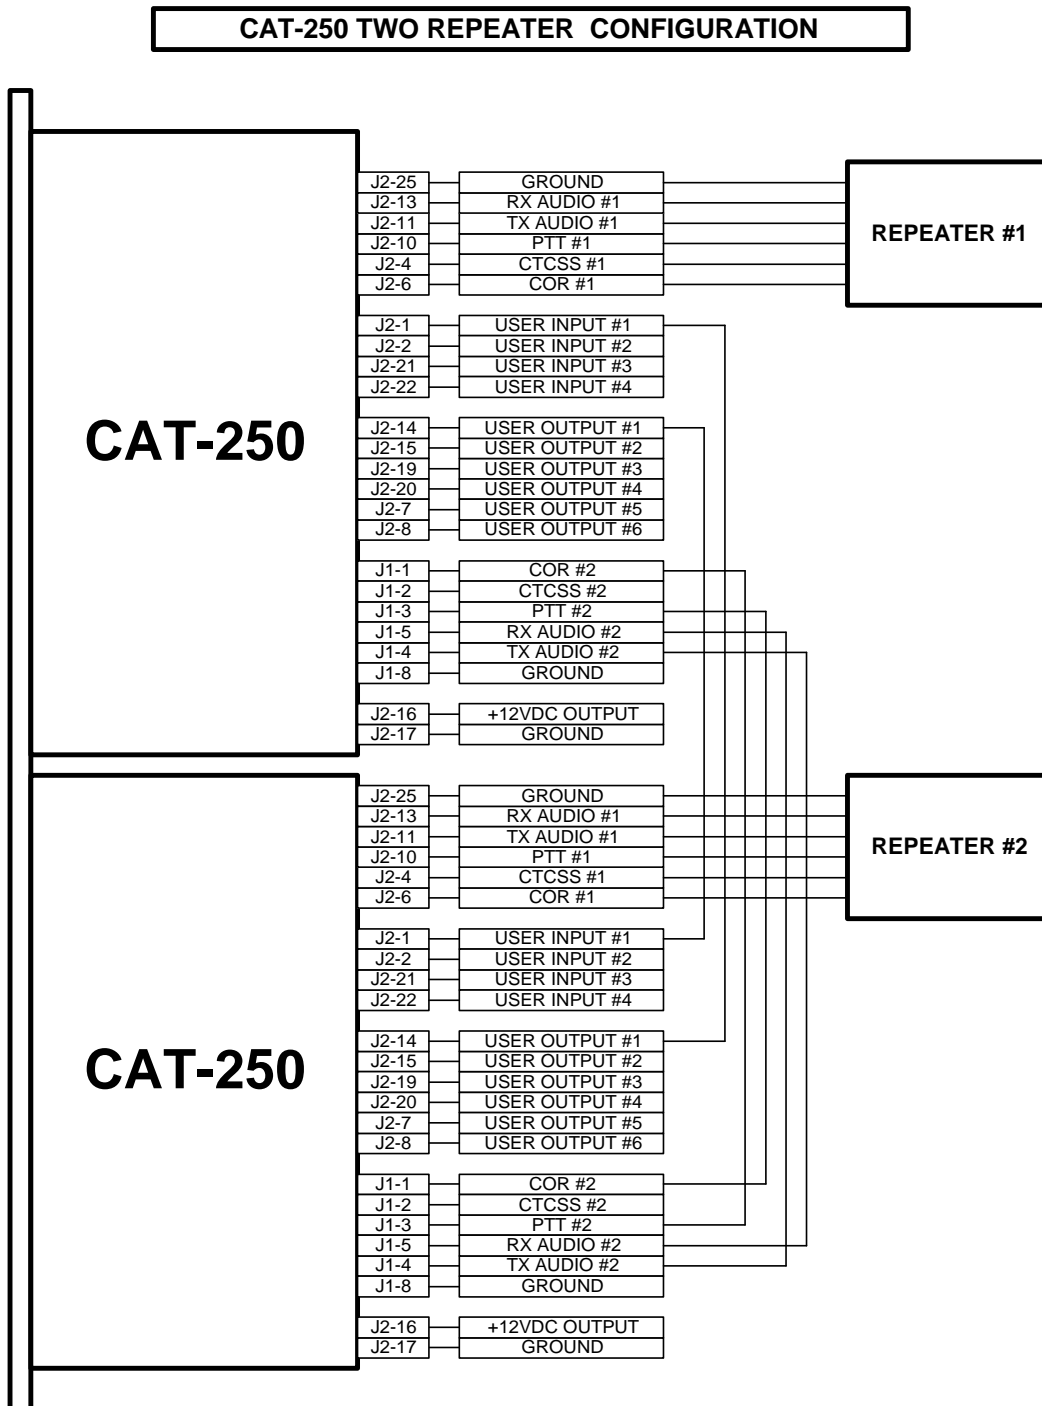 CAT-250 TWO REPEATER CONFIGURATION
J2-25 GROUND
J2-13 RX AUDIO #1
J2-11 TX AUDIO #1
J2-10 PTT #1
J2-4 CTCSS #1
J2-6 COR #1
REPEATER #1
J2-1 USER INPUT #1
J2-2 USER INPUT #2
J2-21 USER INPUT #3
J2-22 USER INPUT #4
CAT-250
J2-14 USER OUTPUT #1
J2-15 USER OUTPUT #2
J2-19 USER OUTPUT #3
J2-20 USER OUTPUT #4
J2-7 USER OUTPUT #5
J2-8 USER OUTPUT #6
J1-1 COR #2
J1-2 CTCSS #2
J1-3 PTT #2
J1-5 RX AUDIO #2
J1-4 TX AUDIO #2
J1-8 GROUND
J2-16 +12VDC OUTPUT
J2-17 GROUND
J2-25 GROUND
J2-13 RX AUDIO #1
J2-11 TX AUDIO #1
J2-10 PTT #1
J2-4 CTCSS #1
J2-6 COR #1
REPEATER #2
J2-1 USER INPUT #1
J2-2 USER INPUT #2
J2-21 USER INPUT #3
J2-22 USER INPUT #4
CAT-250
J2-14 USER OUTPUT #1
J2-15 USER OUTPUT #2
J2-19 USER OUTPUT #3
J2-20 USER OUTPUT #4
J2-7 USER OUTPUT #5
J2-8 USER OUTPUT #6
J1-1 COR #2
J1-2 CTCSS #2
J1-3 PTT #2
J1-5 RX AUDIO #2
J1-4 TX AUDIO #2
J1-8 GROUND
J2-16 +12VDC OUTPUT
J2-17 GROUND